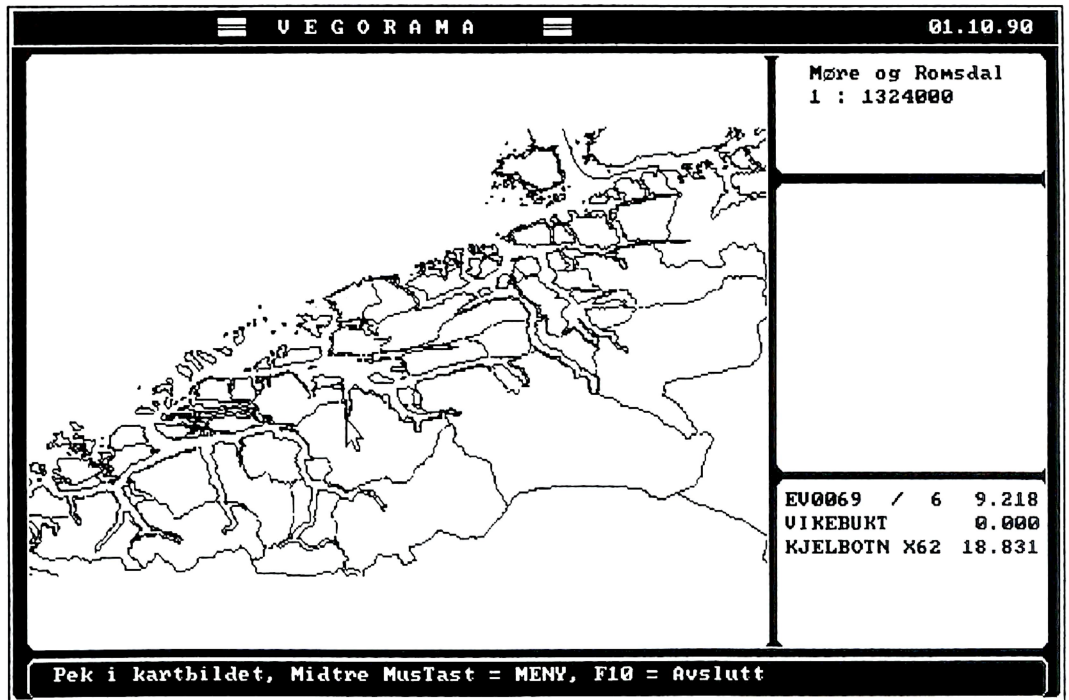 VEGORAMA 01.10.90
Møre og Romsdal
1 : 1324000
EV0069 / 6 9.218
VIKEBUKT 0.000
KJELBOTN X62 18.831
Pek i kartbildet, Midtre MusTast = MENY, F10 = Avslutt